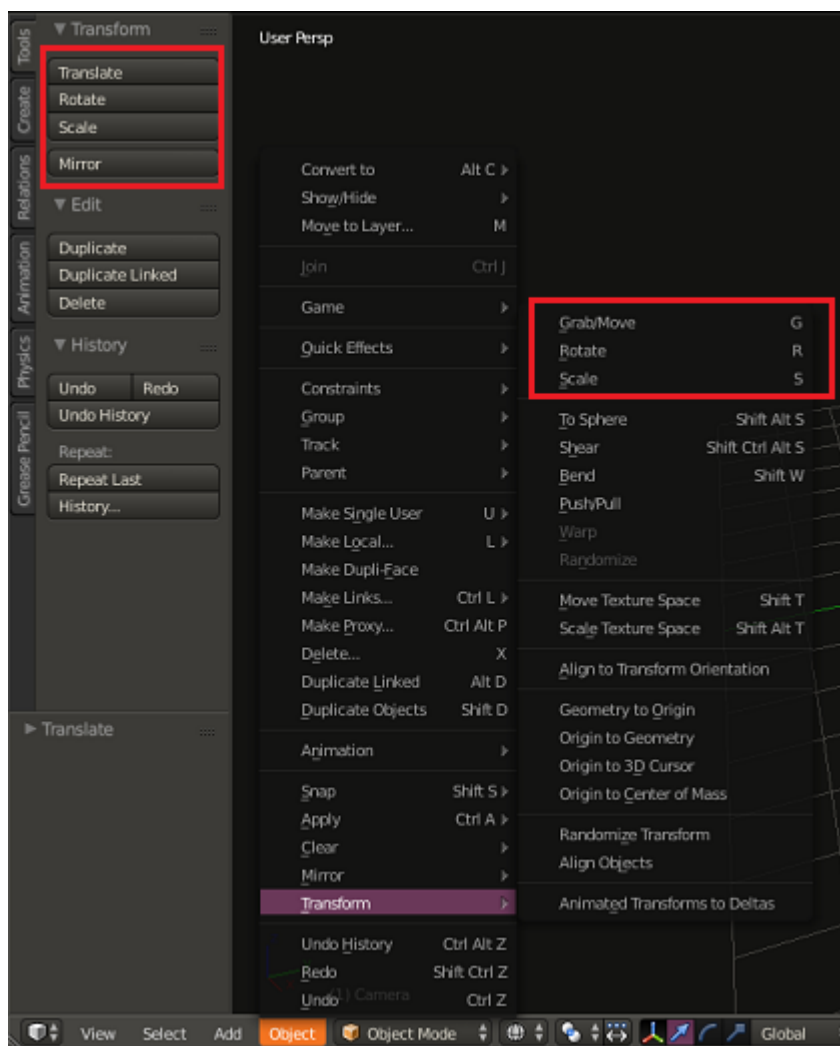 Tools
Create
Relations
Animation
Physics
Grease Pencil
Transform
Translate
Rotate
Scale
Mirror
Edit
Duplicate
Duplicate Linked
Delete
History
Undo Redo
Undo History
Repeat:
Repeat Last
History...
Translate
User Persp
Convert to Alt C
Show/Hide
Move to Layer... M
Join Ctrl J
Game
Quick Effects
Constraints
Group
Track
Parent
Make Single User U
Make Local... L
Make Dupli-Face
Make Links... Ctrl L
Make Proxy... Ctrl Alt P
Delete... X
Duplicate Linked Alt D
Duplicate Objects Shift D
Animation
Snap Shift S
Apply Ctrl A
Clear
Mirror
Transform
Undo History Ctrl Alt Z
Redo Shift Ctrl Z
Undo Ctrl Z
(1) Camera
Grab/Move G
Rotate R
Scale S
To Sphere Shift Alt S
Shear Shift Ctrl Alt S
Bend Shift W
Push/Pull
Warp
Randomize
Move Texture Space Shift T
Scale Texture Space Shift Alt T
Align to Transform Orientation
Geometry to Origin
Origin to Geometry
Origin to 3D Cursor
Origin to Center of Mass
Randomize Transform
Align Objects
Animated Transforms to Deltas
View Select Add Object Object Mode Global